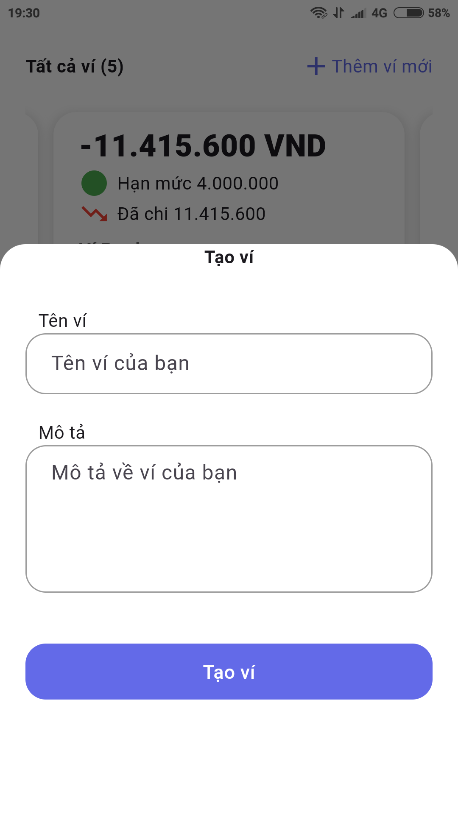 19:30 4G 58%
Tất cả ví (5) Thêm ví mới
-11.415.600 VND
Hạn mức 4.000.000
Đã chi 11.415.600
Tạo ví
Tên ví
Tên ví của bạn
Mô tả
Mô tả về ví của bạn
Tạo ví